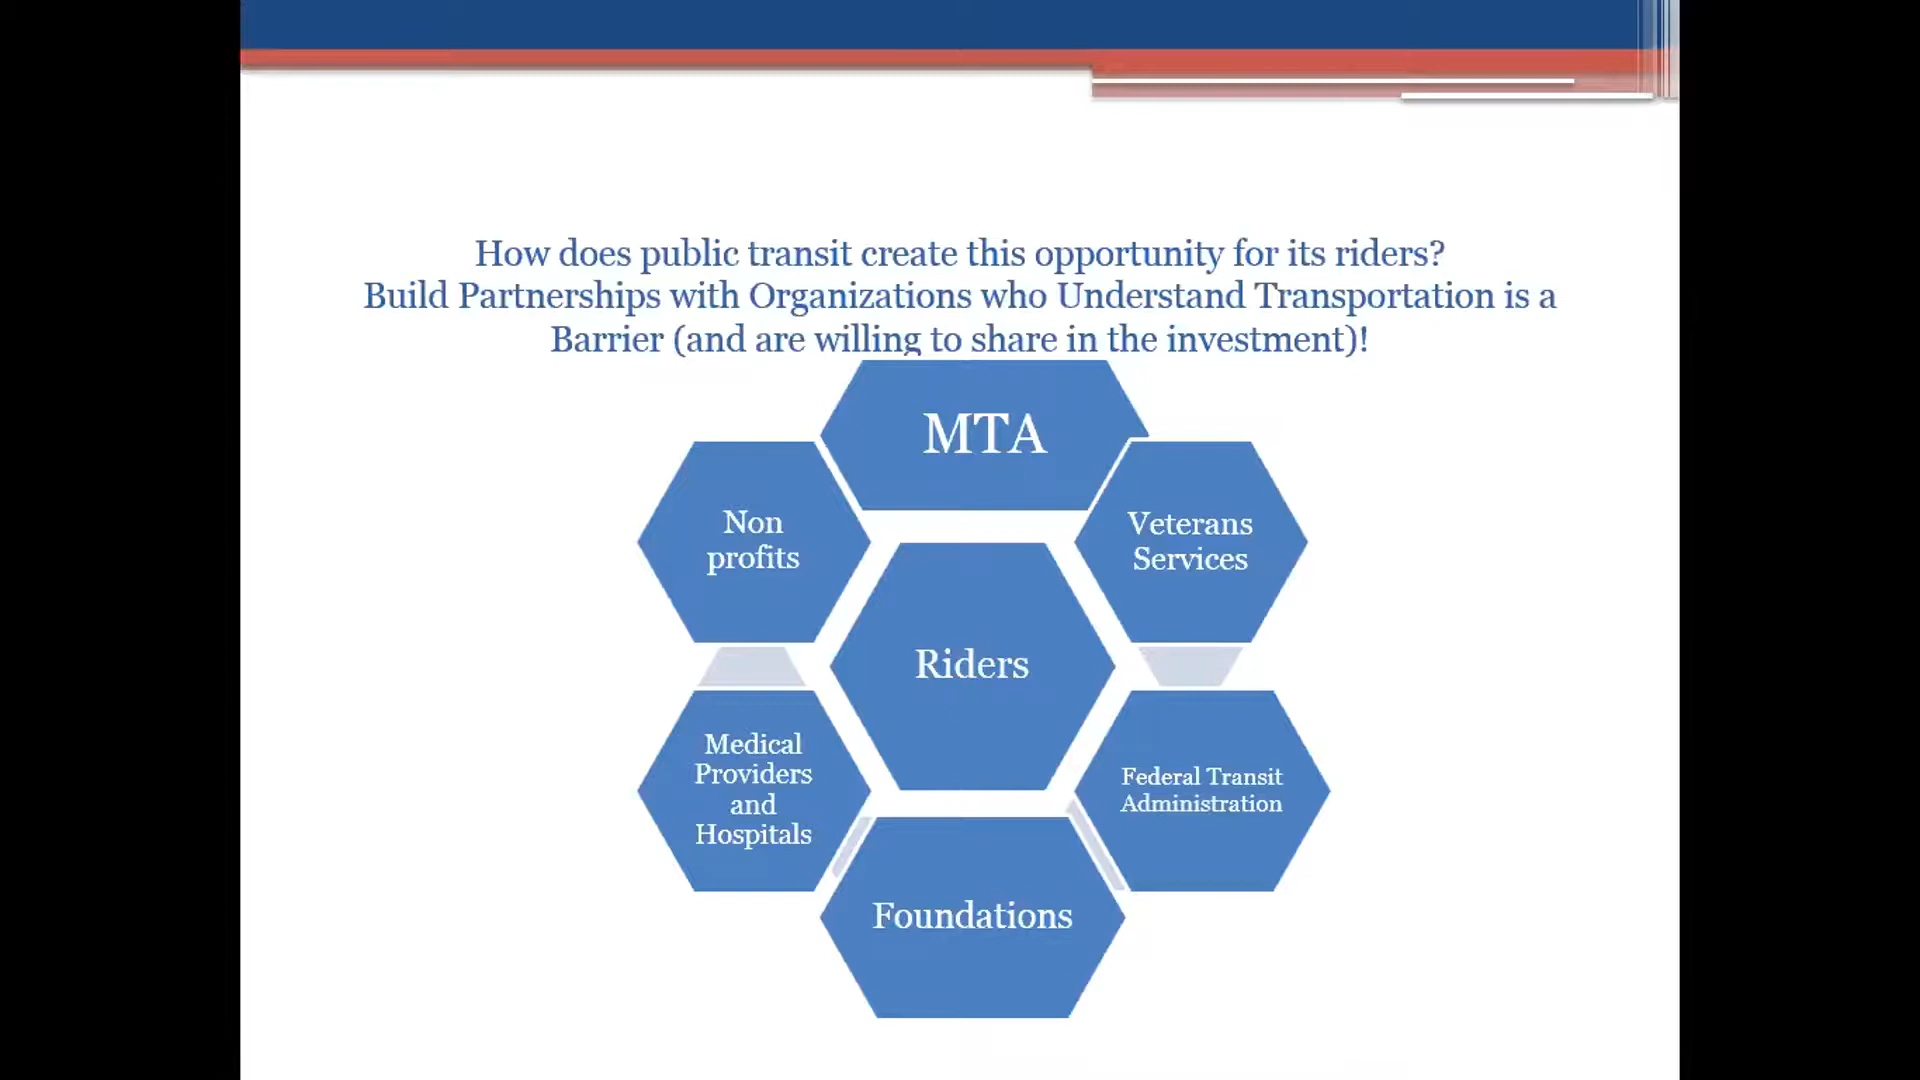 How does public transit create this opportunity for its riders?
Build Partnerships with Organizations who Understand Transportation is a
Barrier (and are willing to share in the investment)!
MTA
Non
profits
Veterans
Services
Riders
Medical
Providers
and
Hospitals
Federal Transit
Administration
Foundations